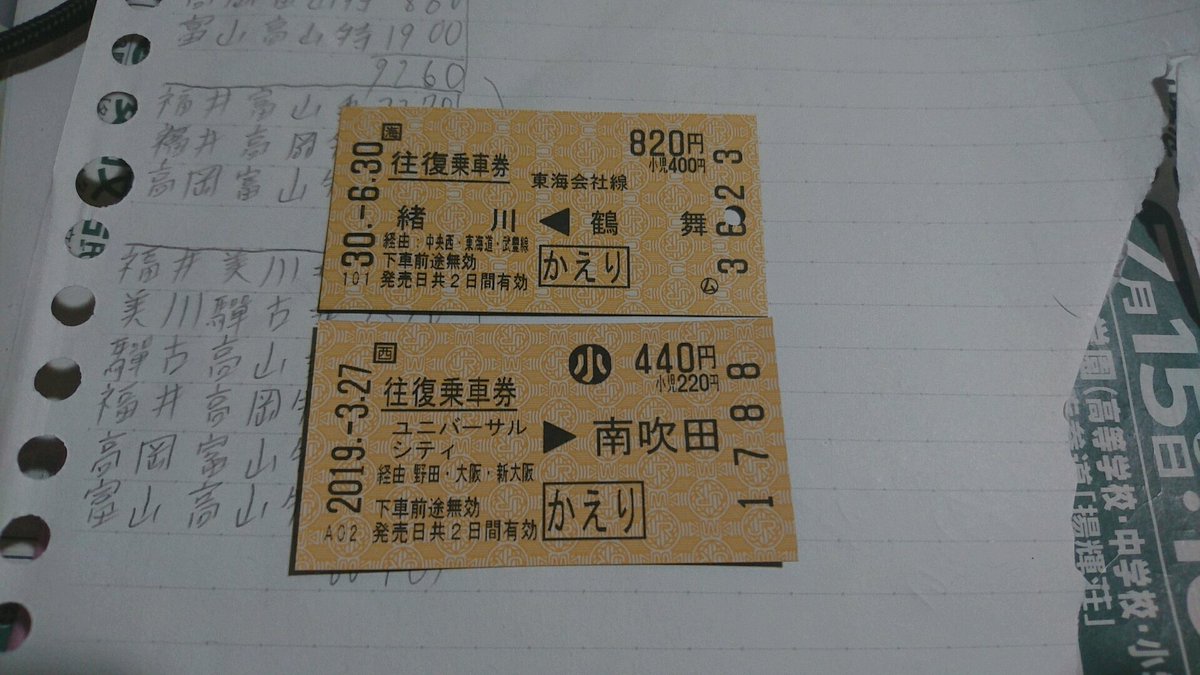 富山高山特1900
9260
福井富山
福井高岡
高岡富山
福井美川
美川
高山
福井高岡
高岡富山
富山高山
海
820円
往復乗車券
小児400円
東海会社線
緒川◀鶴舞
経由：中央西・東海道・武豊線
下車前途無効
かえり
発売日共2日間有効
101
30.-6.30
3623
ム
西
小
440円
往復乗車券
小児220円
ユニバーサル
シティ
▶南吹田
経由 野田・大阪・新大阪
下車前途無効
かえり
発売日共2日間有効
A02
2019.-3.27
1788
月15日
学園(高等学校・中学校・小
「揚輝荘」